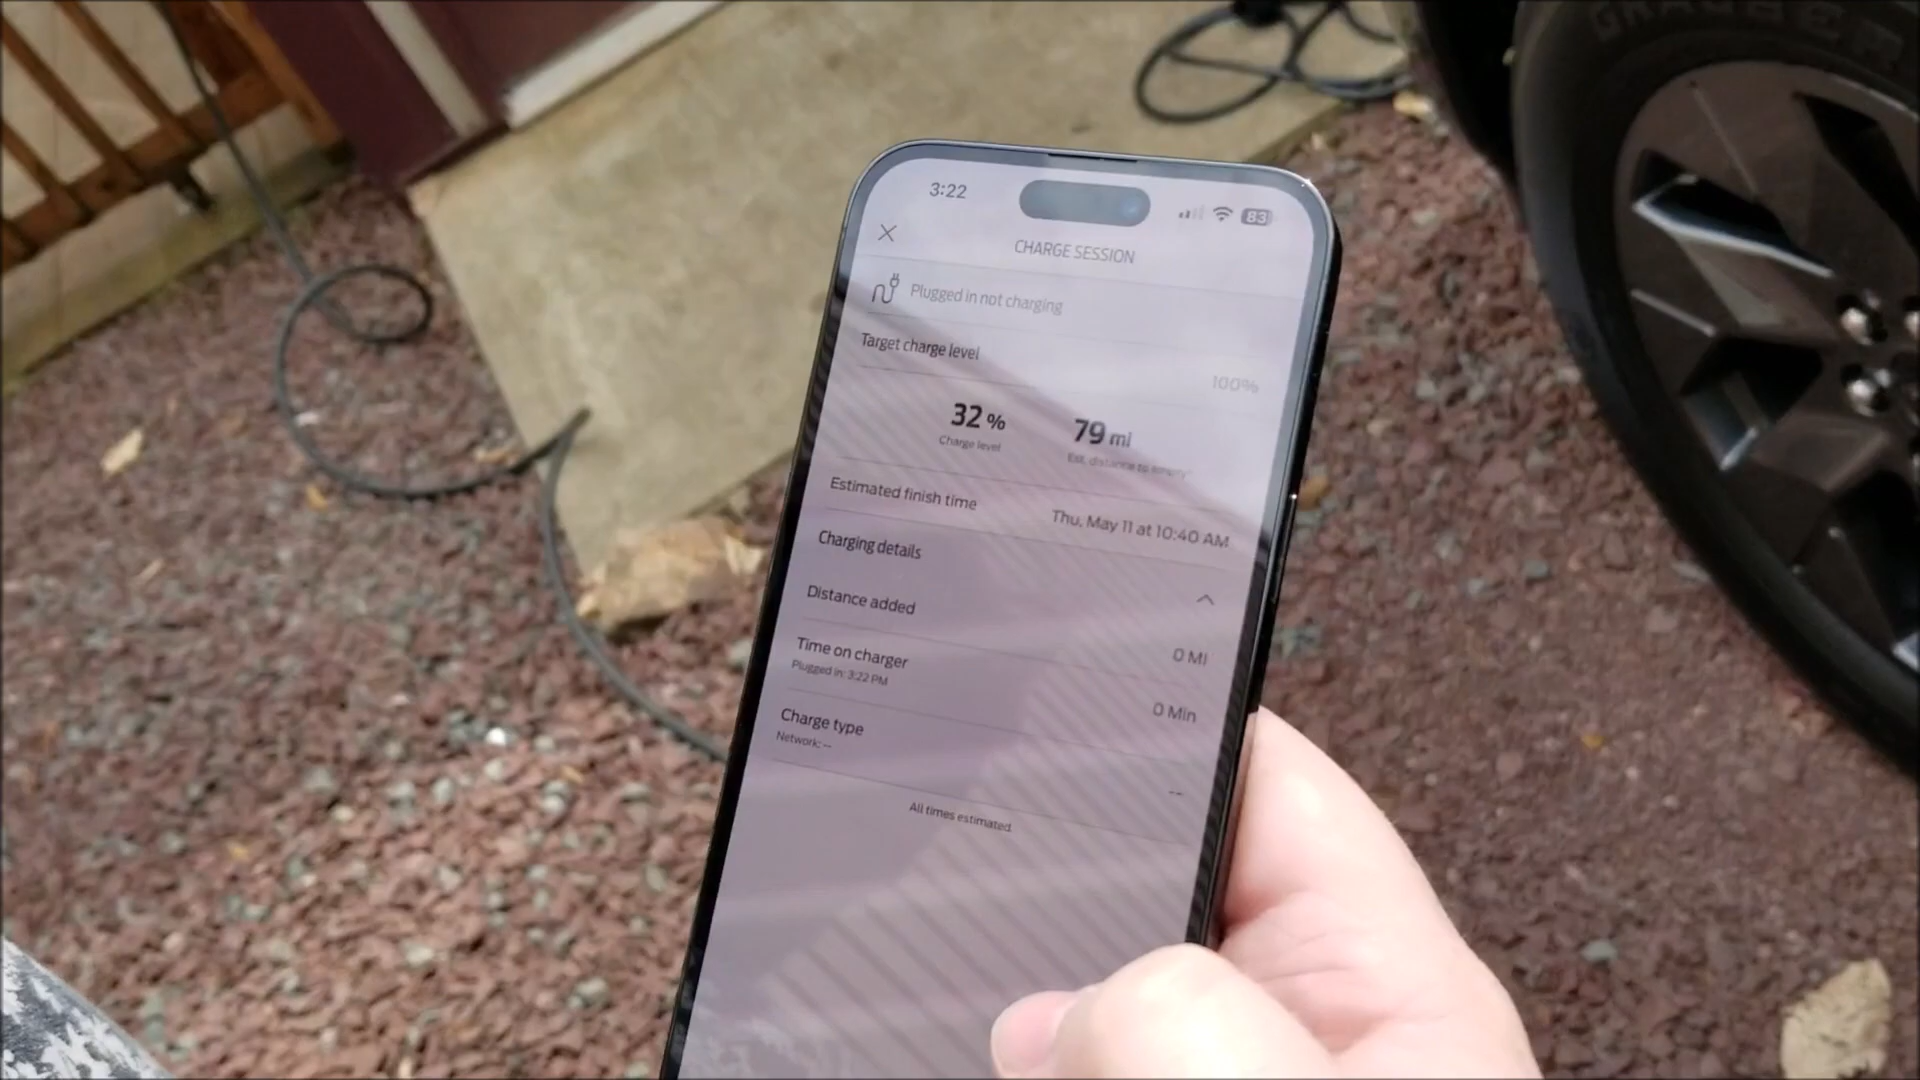 GRABBER
3:22
83
CHARGE SESSION
Plugged in not charging
Target charge level
100%
32 %
79 mi
Charge level
Est. distance to empty*
Estimated finish time
Thu, May 11 at 10:40 AM
Charging details
Distance added
0 MI
Time on charger
Plugged in: 3:22 PM
0 Min
Charge type
Network: --
--
All times estimated